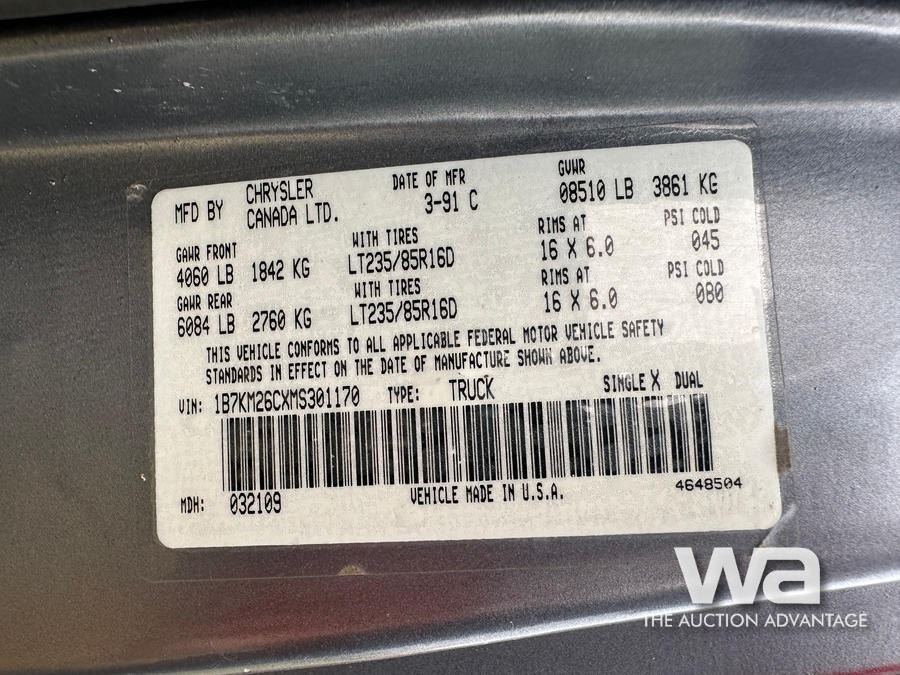 MFD BY CHRYSLER CANADA LTD. DATE OF MFR 3-91 C GVWR 08510 LB 3861 KG
GAWR FRONT WITH TIRES RIMS AT PSI COLD
4060 LB 1842 KG LT235/85R16D 16 X 6.0 045
GAWR REAR WITH TIRES RIMS AT PSI COLD
6084 LB 2760 KG LT235/85R16D 16 X 6.0 080
THIS VEHICLE CONFORMS TO ALL APPLICABLE FEDERAL MOTOR VEHICLE SAFETY
STANDARDS IN EFFECT ON THE DATE OF MANUFACTURE SHOWN ABOVE.
VIN: 1B7KM26CXMS301170 TYPE: TRUCK SINGLE X DUAL
MDH: 032109 VEHICLE MADE IN U.S.A. 4648504
wa
THE AUCTION ADVANTAGE